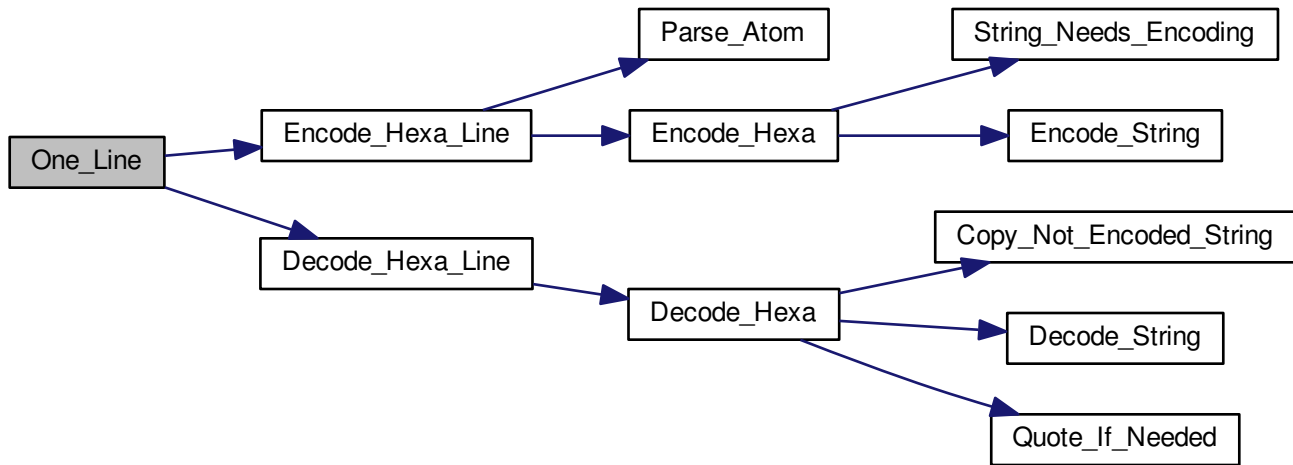 Parse_Atom
String_Needs_Encoding
Encode_Hexa_Line
Encode_Hexa
Encode_String
One_Line
Copy_Not_Encoded_String
Decode_Hexa_Line
Decode_Hexa
Decode_String
Quote_If_Needed